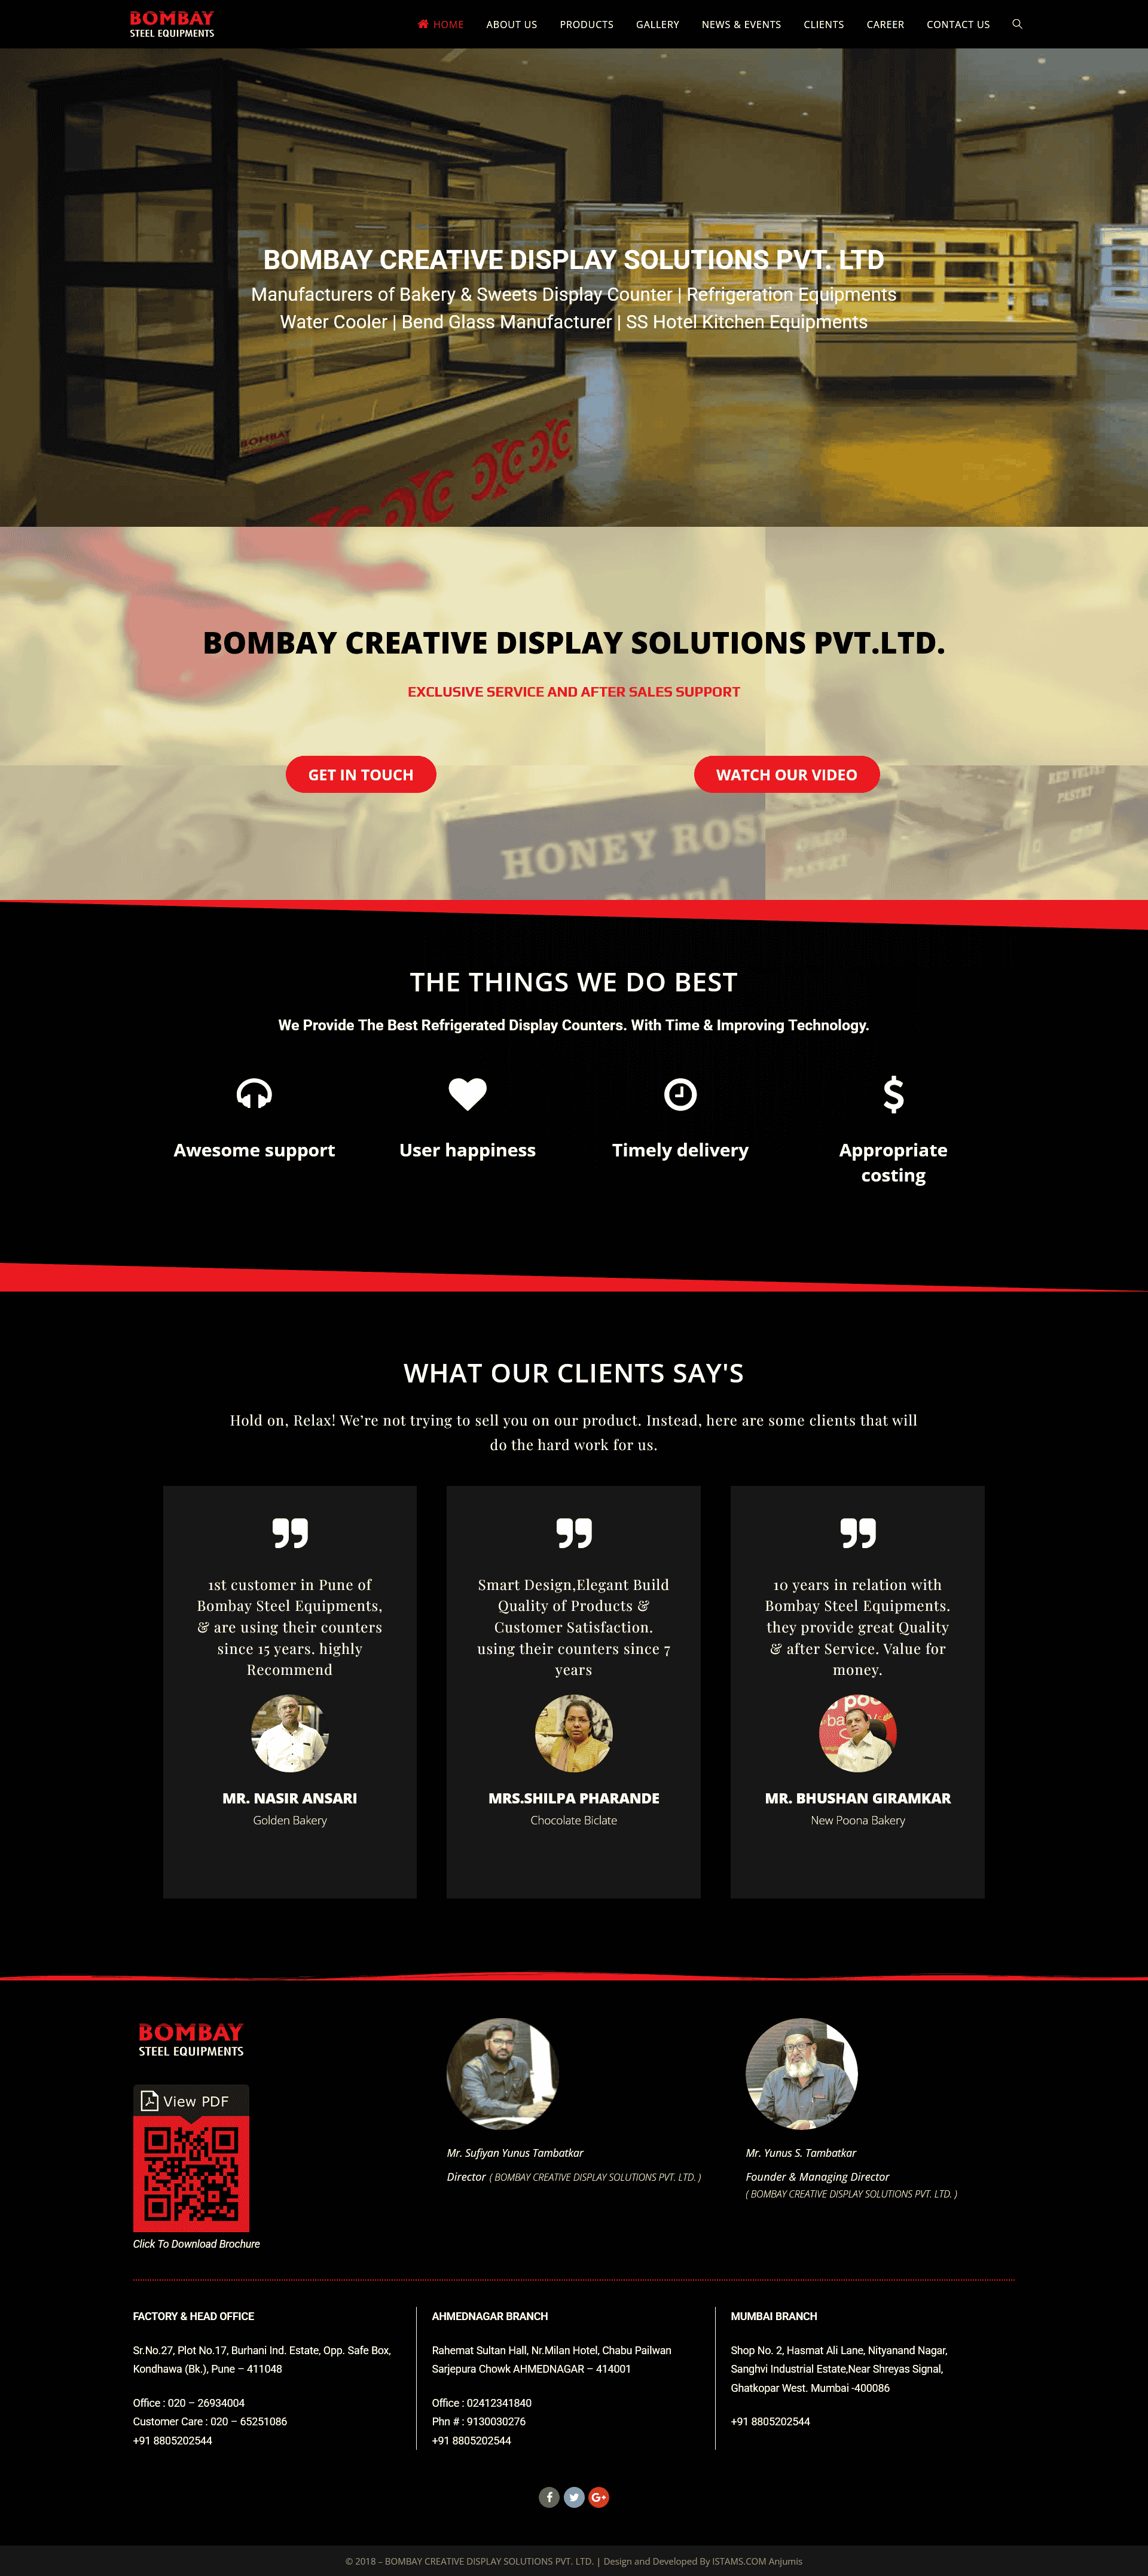 BOMBAY
STEEL EQUIPMENTS
HOME ABOUT US PRODUCTS GALLERY NEWS & EVENTS CLIENTS CAREER CONTACT US
BOMBAY CREATIVE DISPLAY SOLUTIONS PVT. LTD
Manufacturers of Bakery & Sweets Display Counter | Refrigeration Equipments
Water Cooler | Bend Glass Manufacturer | SS Hotel Kitchen Equipments
BOMBAY
BOMBAY CREATIVE DISPLAY SOLUTIONS PVT.LTD.
EXCLUSIVE SERVICE AND AFTER SALES SUPPORT
GET IN TOUCH
WATCH OUR VIDEO
RED VELVET
PASTRY
HONEY
PASTRY
THE THINGS WE DO BEST
We Provide The Best Refrigerated Display Counters. With Time & Improving Technology.
Awesome support
User happiness
Timely delivery
Appropriate
costing
WHAT OUR CLIENTS SAY'S
Hold on, Relax! We’re not trying to sell you on our product. Instead, here are some clients that will
do the hard work for us.
1st customer in Pune of
Bombay Steel Equipments,
& are using their counters
since 15 years. highly
Recommend
MR. NASIR ANSARI
Golden Bakery
Smart Design,Elegant Build
Quality of Products &
Customer Satisfaction.
using their counters since 7
years
MRS.SHILPA PHARANDE
Chocolate Biclate
10 years in relation with
Bombay Steel Equipments.
they provide great Quality
& after Service. Value for
money.
MR. BHUSHAN GIRAMKAR
New Poona Bakery
BOMBAY
STEEL EQUIPMENTS
View PDF
Click To Download Brochure
Mr. Sufiyan Yunus Tambatkar
Director ( BOMBAY CREATIVE DISPLAY SOLUTIONS PVT. LTD. )
Mr. Yunus S. Tambatkar
Founder & Managing Director
( BOMBAY CREATIVE DISPLAY SOLUTIONS PVT. LTD. )
FACTORY & HEAD OFFICE
Sr.No.27, Plot No.17, Burhani Ind. Estate, Opp. Safe Box,
Kondhawa (Bk.), Pune – 411048
Office : 020 – 26934004
Customer Care : 020 – 65251086
+91 8805202544
AHMEDNAGAR BRANCH
Rahemat Sultan Hall, Nr.Milan Hotel, Chabu Pailwan
Sarjepura Chowk AHMEDNAGAR – 414001
Office : 02412341840
Phn # : 9130030276
+91 8805202544
MUMBAI BRANCH
Shop No. 2, Hasmat Ali Lane, Nityanand Nagar,
Sanghvi Industrial Estate,Near Shreyas Signal,
Ghatkopar West. Mumbai -400086
+91 8805202544
© 2018 – BOMBAY CREATIVE DISPLAY SOLUTIONS PVT. LTD. | Design and Developed By ISTAMS.COM Anjumis